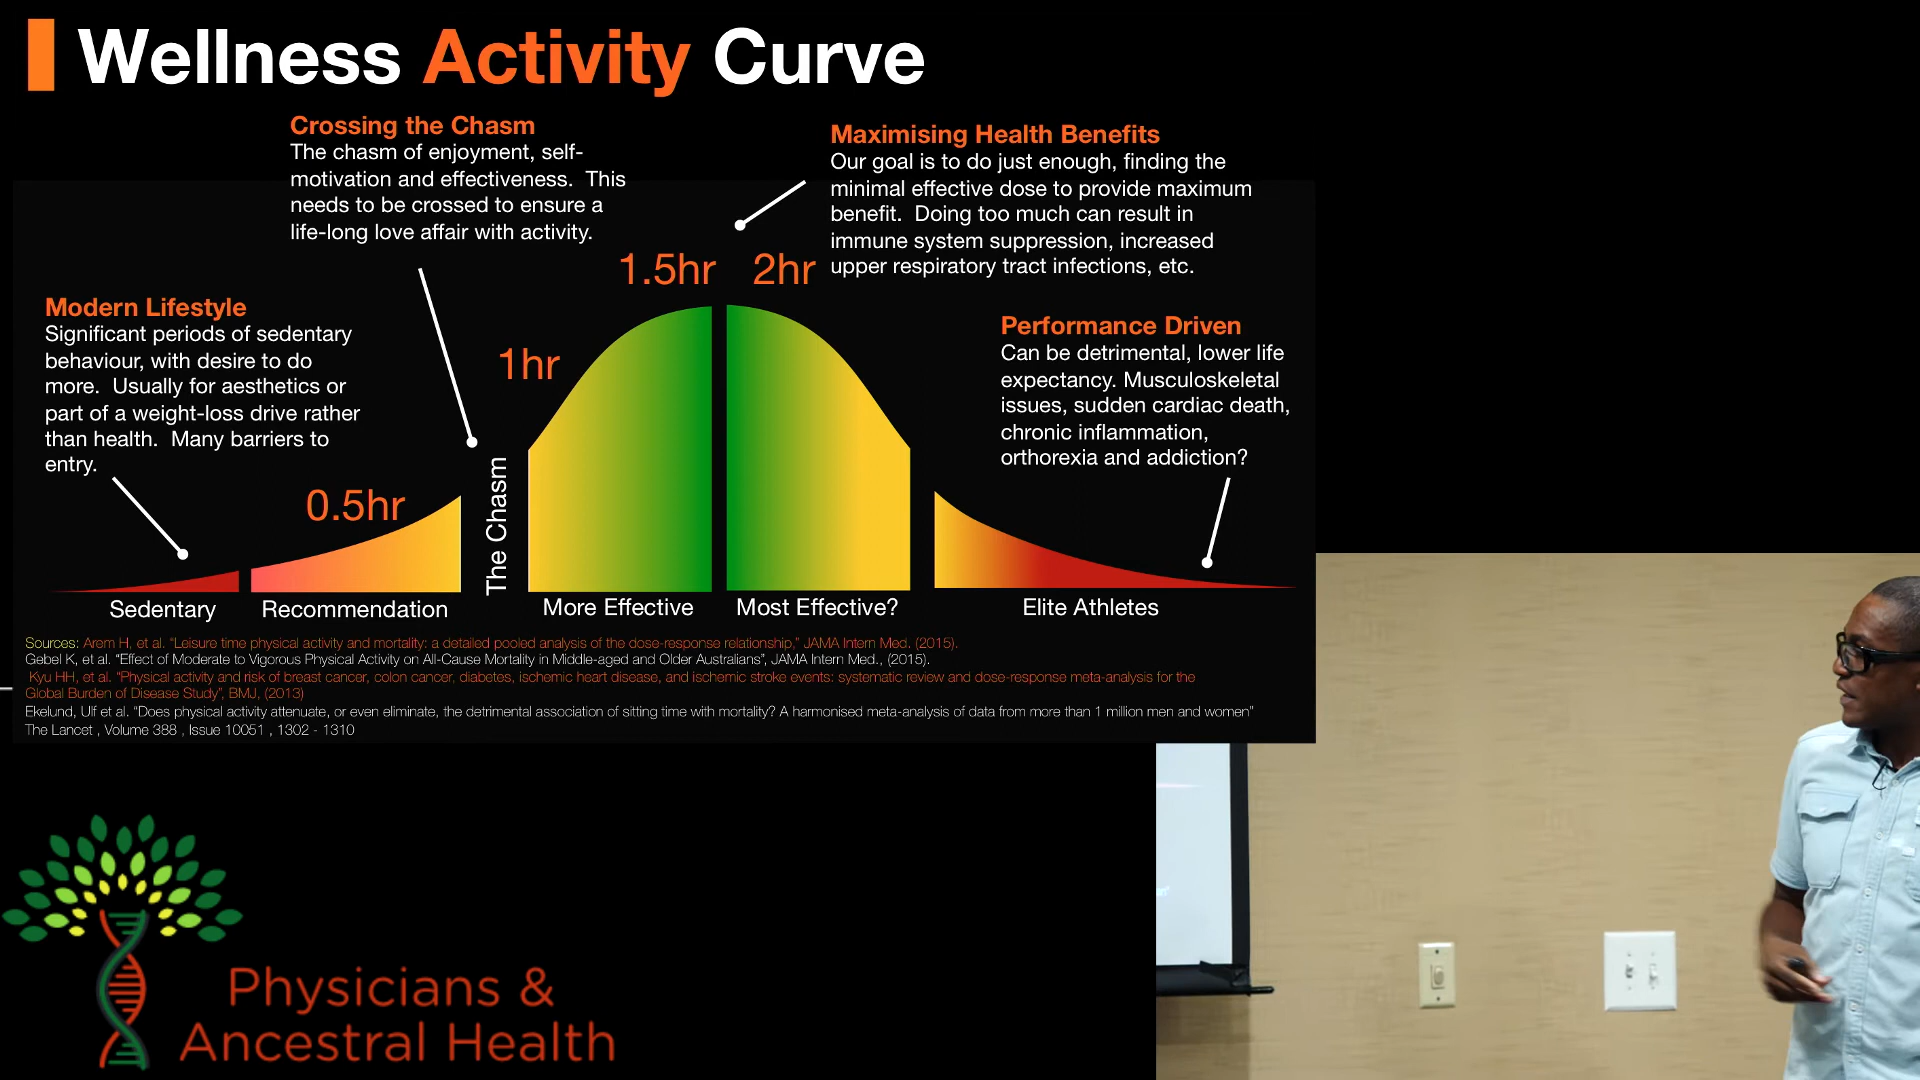 Wellness Activity Curve
Crossing the Chasm
The chasm of enjoyment, self-
motivation and effectiveness. This
needs to be crossed to ensure a
life-long love affair with activity.
Maximising Health Benefits
Our goal is to do just enough, finding the
minimal effective dose to provide maximum
benefit. Doing too much can result in
immune system suppression, increased
upper respiratory tract infections, etc.
1.5hr 2hr
Modern Lifestyle
Significant periods of sedentary
behaviour, with desire to do
more. Usually for aesthetics or
part of a weight-loss drive rather
than health. Many barriers to
entry.
Performance Driven
Can be detrimental, lower life
expectancy. Musculoskeletal
issues, sudden cardiac death,
chronic inflammation,
orthorexia and addiction?
1hr
0.5hr
The Chasm
Sedentary
Recommendation
More Effective
Most Effective?
Elite Athletes
Sources: Arem H, et al. “Leisure time physical activity and mortality: a detailed pooled analysis of the dose-response relationship,” JAMA Intern Med. (2015).
Gebel K, et al. “Effect of Moderate to Vigorous Physical Activity on All-Cause Mortality in Middle-aged and Older Australians”, JAMA Intern Med., (2015).
Kyu HH, et al. “Physical activity and risk of breast cancer, colon cancer, diabetes, ischemic heart disease, and ischemic stroke events: systematic review and dose-response meta-analysis for the
Global Burden of Disease Study”, BMJ, (2013)
Ekelund, Ulf et al. “Does physical activity attenuate, or even eliminate, the detrimental association of sitting time with mortality? A harmonised meta-analysis of data from more than 1 million men and women”
The Lancet , Volume 388 , Issue 10051 , 1302 - 1310
Physicians &
Ancestral Health